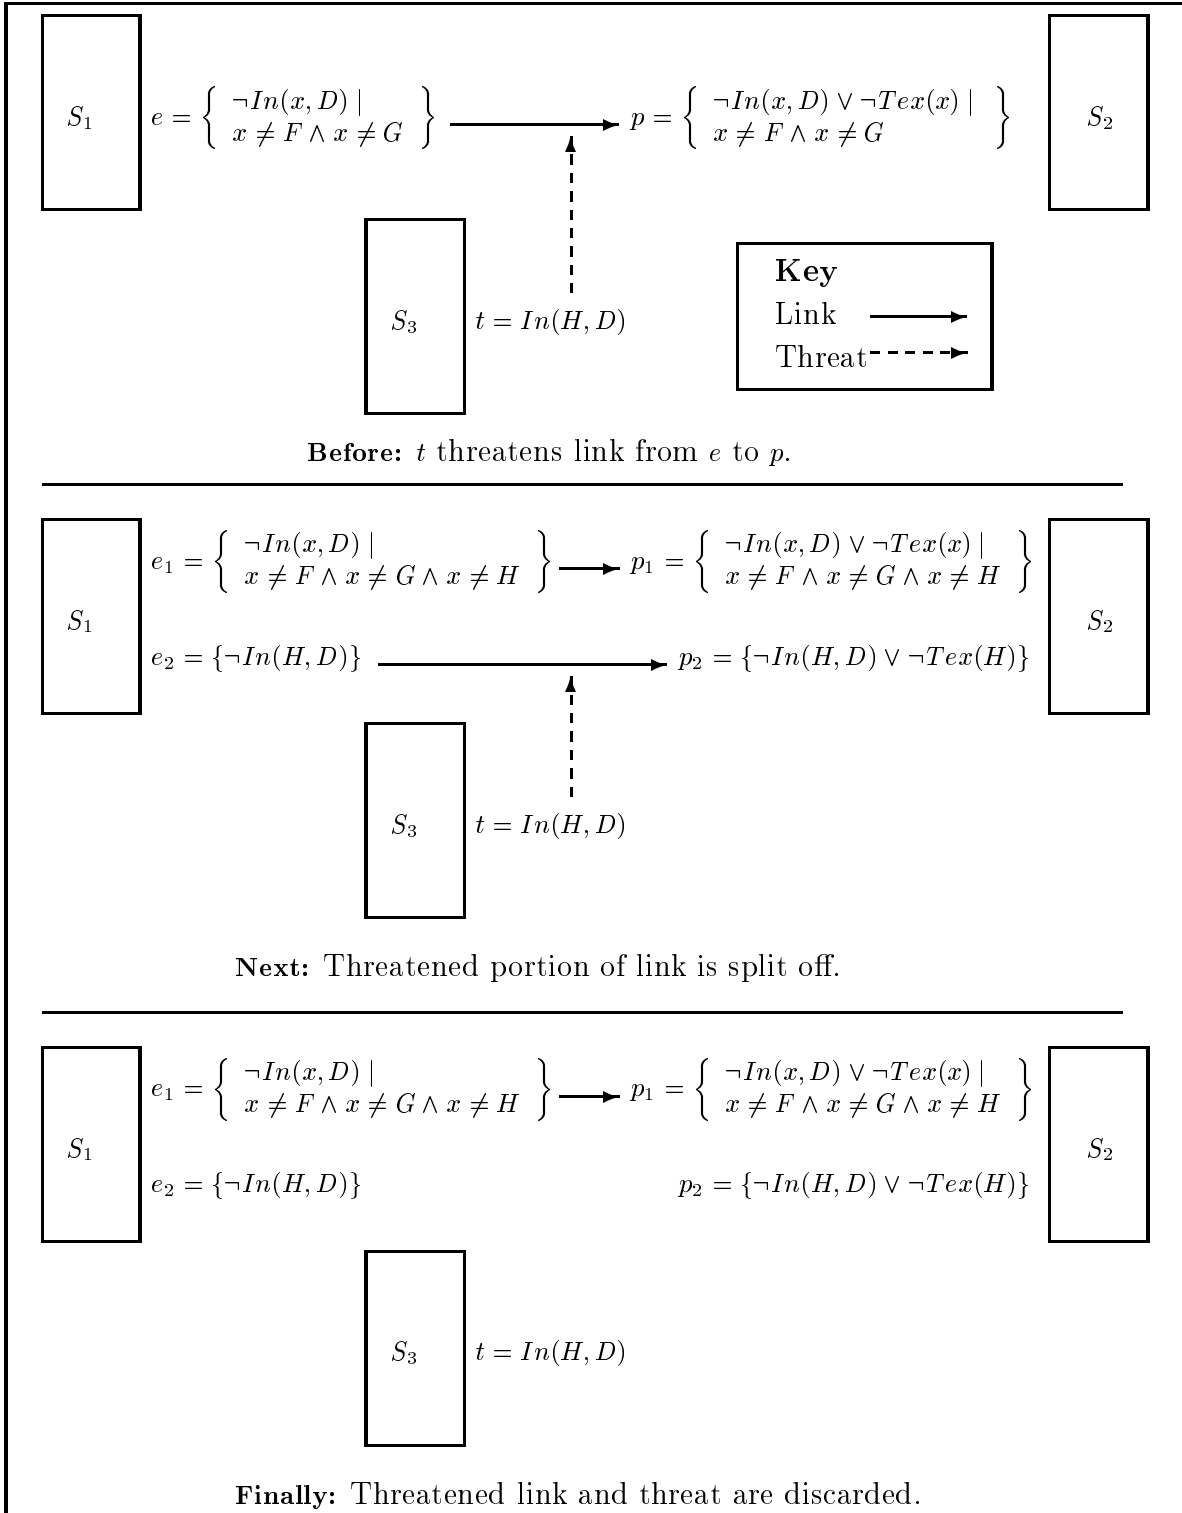 S₁ e = { ¬In(x, D) | x ≠ F ∧ x ≠ G } p = { ¬In(x, D) ∨ ¬Tex(x) | x ≠ F ∧ x ≠ G } S₂
S₃ t = In(H, D)
Key
Link
Threat
Before: t threatens link from e to p.
S₁ e₁ = { ¬In(x, D) | x ≠ F ∧ x ≠ G ∧ x ≠ H } p₁ = { ¬In(x, D) ∨ ¬Tex(x) | x ≠ F ∧ x ≠ G ∧ x ≠ H } S₂
e₂ = {¬In(H, D)} p₂ = {¬In(H, D) ∨ ¬Tex(H)}
S₃ t = In(H, D)
Next: Threatened portion of link is split off.
S₁ e₁ = { ¬In(x, D) | x ≠ F ∧ x ≠ G ∧ x ≠ H } p₁ = { ¬In(x, D) ∨ ¬Tex(x) | x ≠ F ∧ x ≠ G ∧ x ≠ H } S₂
e₂ = {¬In(H, D)} p₂ = {¬In(H, D) ∨ ¬Tex(H)}
S₃ t = In(H, D)
Finally: Threatened link and threat are discarded.